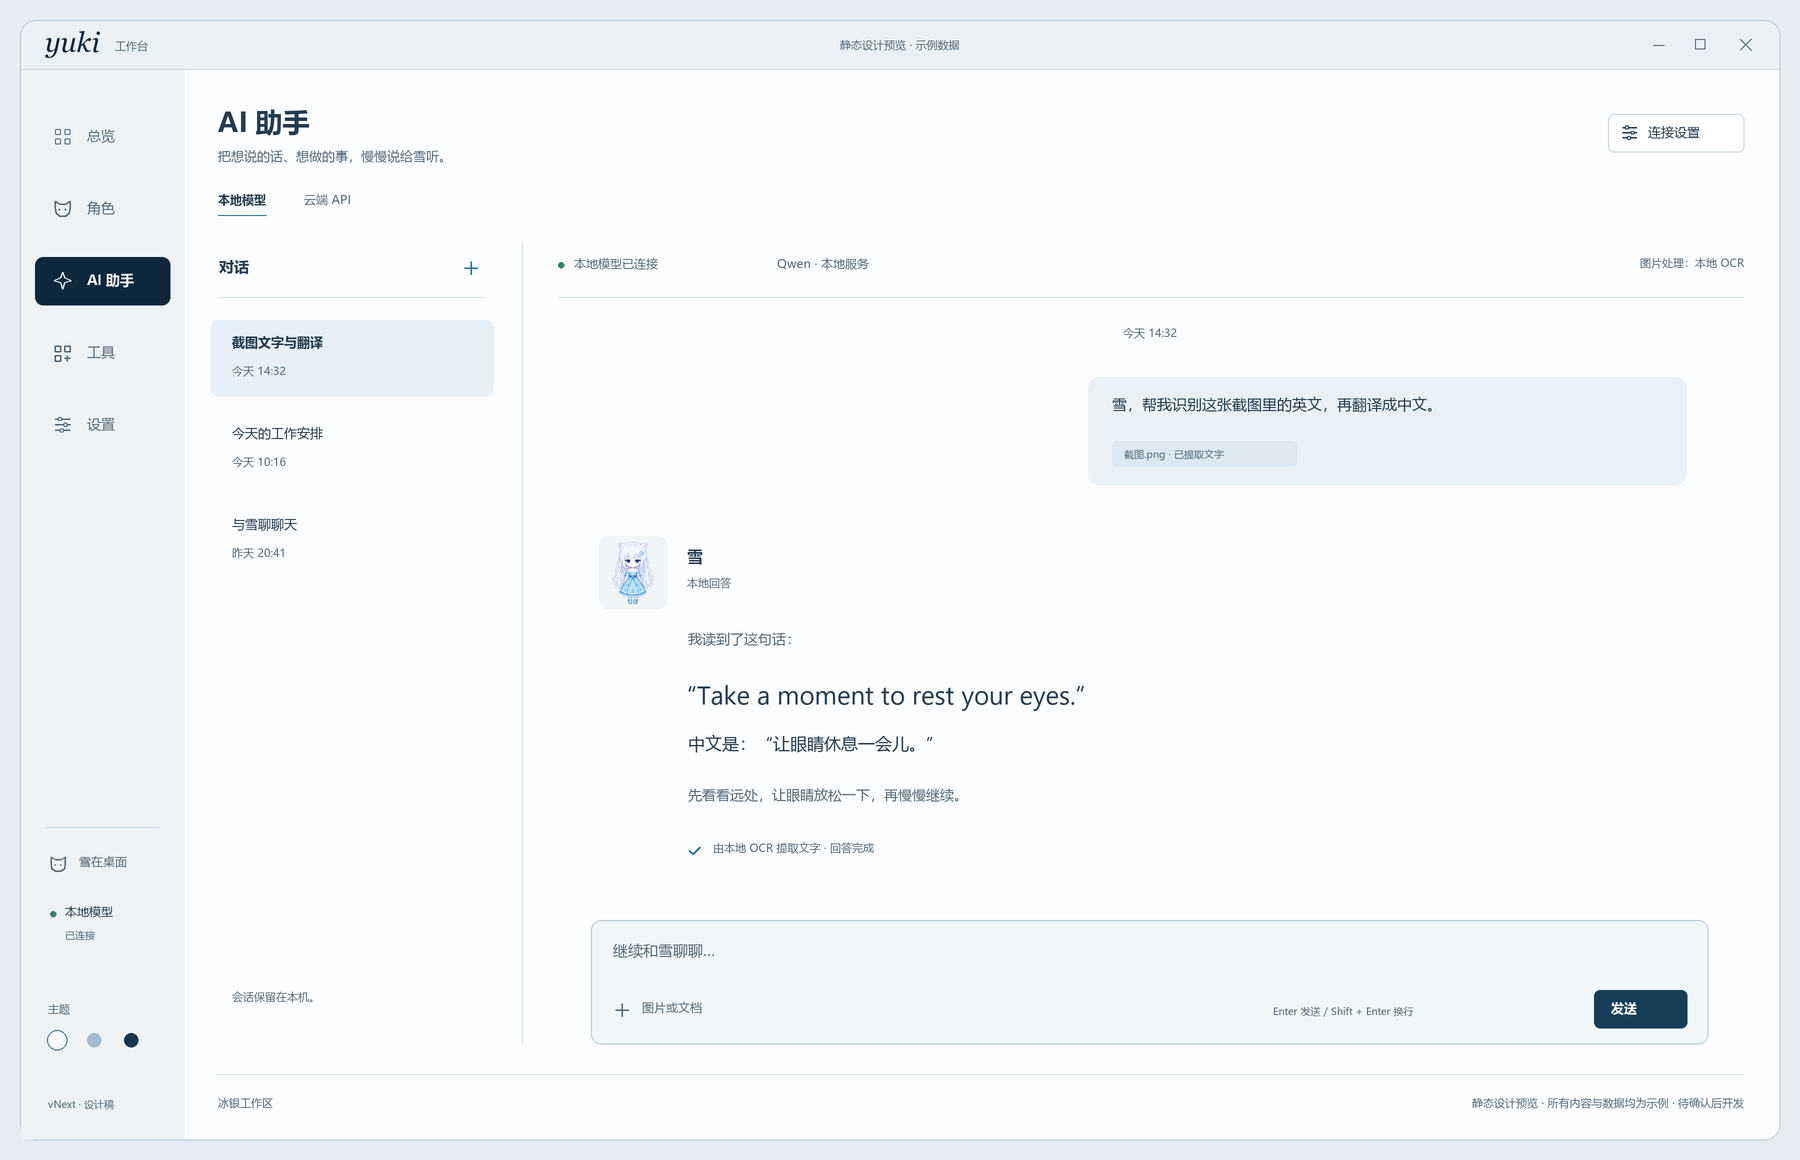 yuki 工作台
静态设计预览 · 示例数据
总览
角色
AI 助手
工具
设置
雪在桌面
本地模型
已连接
主题
vNext · 设计稿
AI 助手
把想说的话、想做的事，慢慢说给雪听。
连接设置
本地模型
云端 API
对话
截图文字与翻译
今天 14:32
今天的工作安排
今天 10:16
与雪聊聊天
昨天 20:41
会话保留在本机。
本地模型已连接
Qwen · 本地服务
图片处理：本地 OCR
今天 14:32
雪，帮我识别这张截图里的英文，再翻译成中文。
截图.png · 已提取文字
雪
本地回答
我读到了这句话：
“Take a moment to rest your eyes.”
中文是：“让眼睛休息一会儿。”
先看看远处，让眼睛放松一下，再慢慢继续。
由本地 OCR 提取文字 · 回答完成
继续和雪聊聊...
图片或文档
Enter 发送 / Shift + Enter 换行
发送
冰银工作区
静态设计预览 · 所有内容与数据均为示例 · 待确认后开发